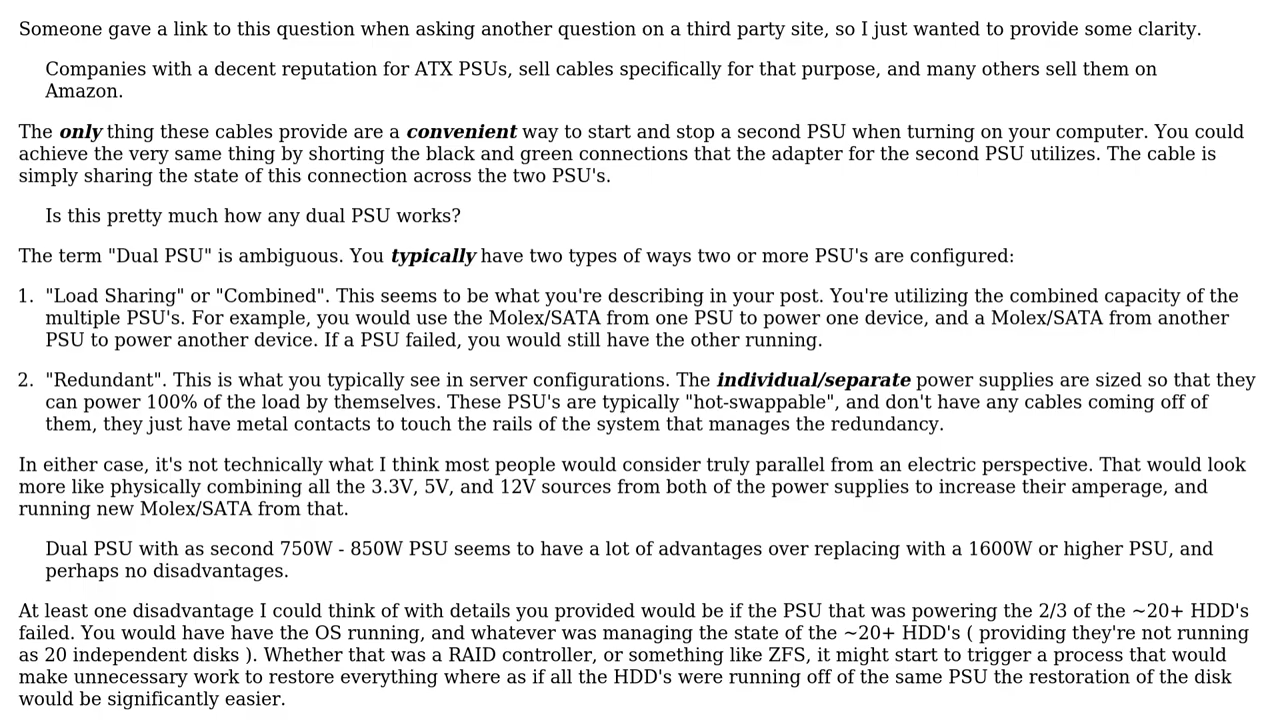 Someone gave a link to this question when asking another question on a third party site, so I just wanted to provide some clarity.
Companies with a decent reputation for ATX PSUs, sell cables specifically for that purpose, and many others sell them on
Amazon.
The only thing these cables provide are a convenient way to start and stop a second PSU when turning on your computer. You could
achieve the very same thing by shorting the black and green connections that the adapter for the second PSU utilizes. The cable is
simply sharing the state of this connection across the two PSU's.
Is this pretty much how any dual PSU works?
The term "Dual PSU" is ambiguous. You typically have two types of ways two or more PSU's are configured:
1. "Load Sharing" or "Combined". This seems to be what you're describing in your post. You're utilizing the combined capacity of the
multiple PSU's. For example, you would use the Molex/SATA from one PSU to power one device, and a Molex/SATA from another
PSU to power another device. If a PSU failed, you would still have the other running.
2. "Redundant". This is what you typically see in server configurations. The individual/separate power supplies are sized so that they
can power 100% of the load by themselves. These PSU's are typically "hot-swappable", and don't have any cables coming off of
them, they just have metal contacts to touch the rails of the system that manages the redundancy.
In either case, it's not technically what I think most people would consider truly parallel from an electric perspective. That would look
more like physically combining all the 3.3V, 5V, and 12V sources from both of the power supplies to increase their amperage, and
running new Molex/SATA from that.
Dual PSU with as second 750W - 850W PSU seems to have a lot of advantages over replacing with a 1600W or higher PSU, and
perhaps no disadvantages.
At least one disadvantage I could think of with details you provided would be if the PSU that was powering the 2/3 of the ~20+ HDD's
failed. You would have have the OS running, and whatever was managing the state of the ~20+ HDD's ( providing they're not running
as 20 independent disks ). Whether that was a RAID controller, or something like ZFS, it might start to trigger a process that would
make unnecessary work to restore everything where as if all the HDD's were running off of the same PSU the restoration of the disk
would be significantly easier.